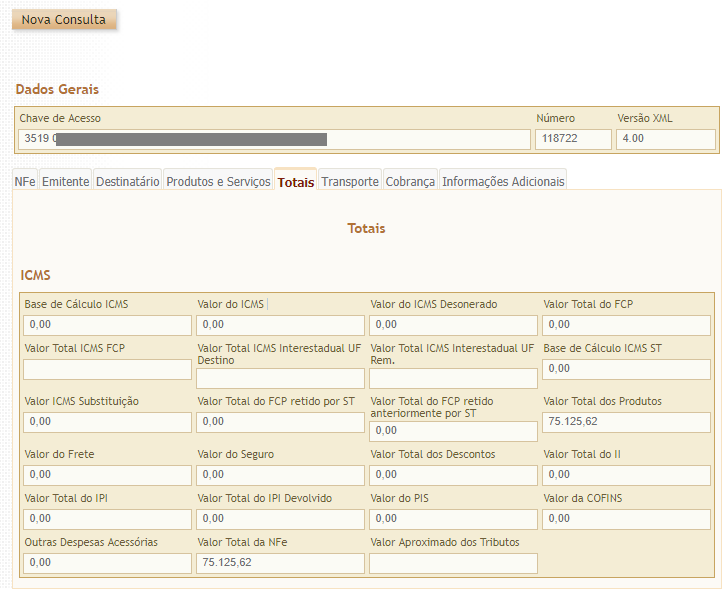 Nova Consulta
Dados Gerais
Chave de Acesso Número Versão XML
3519 118722 4.00
NFe Emitente Destinatário Produtos e Serviços Totais Transporte Cobrança Informações Adicionais
Totais
ICMS
Base de Cálculo ICMS Valor do ICMS Valor do ICMS Desonerado Valor Total do FCP
0,00 0,00 0,00 0,00
Valor Total ICMS FCP Valor Total ICMS Interestadual UF Destino Valor Total ICMS Interestadual UF Rem. Base de Cálculo ICMS ST
0,00
Valor ICMS Substituição Valor Total do FCP retido por ST Valor Total do FCP retido anteriormente por ST Valor Total dos Produtos
0,00 0,00 0,00 75.125,62
Valor do Frete Valor do Seguro Valor Total dos Descontos Valor Total do II
0,00 0,00 0,00 0,00
Valor Total do IPI Valor Total do IPI Devolvido Valor do PIS Valor da COFINS
0,00 0,00 0,00 0,00
Outras Despesas Acessórias Valor Total da NFe Valor Aproximado dos Tributos
0,00 75.125,62